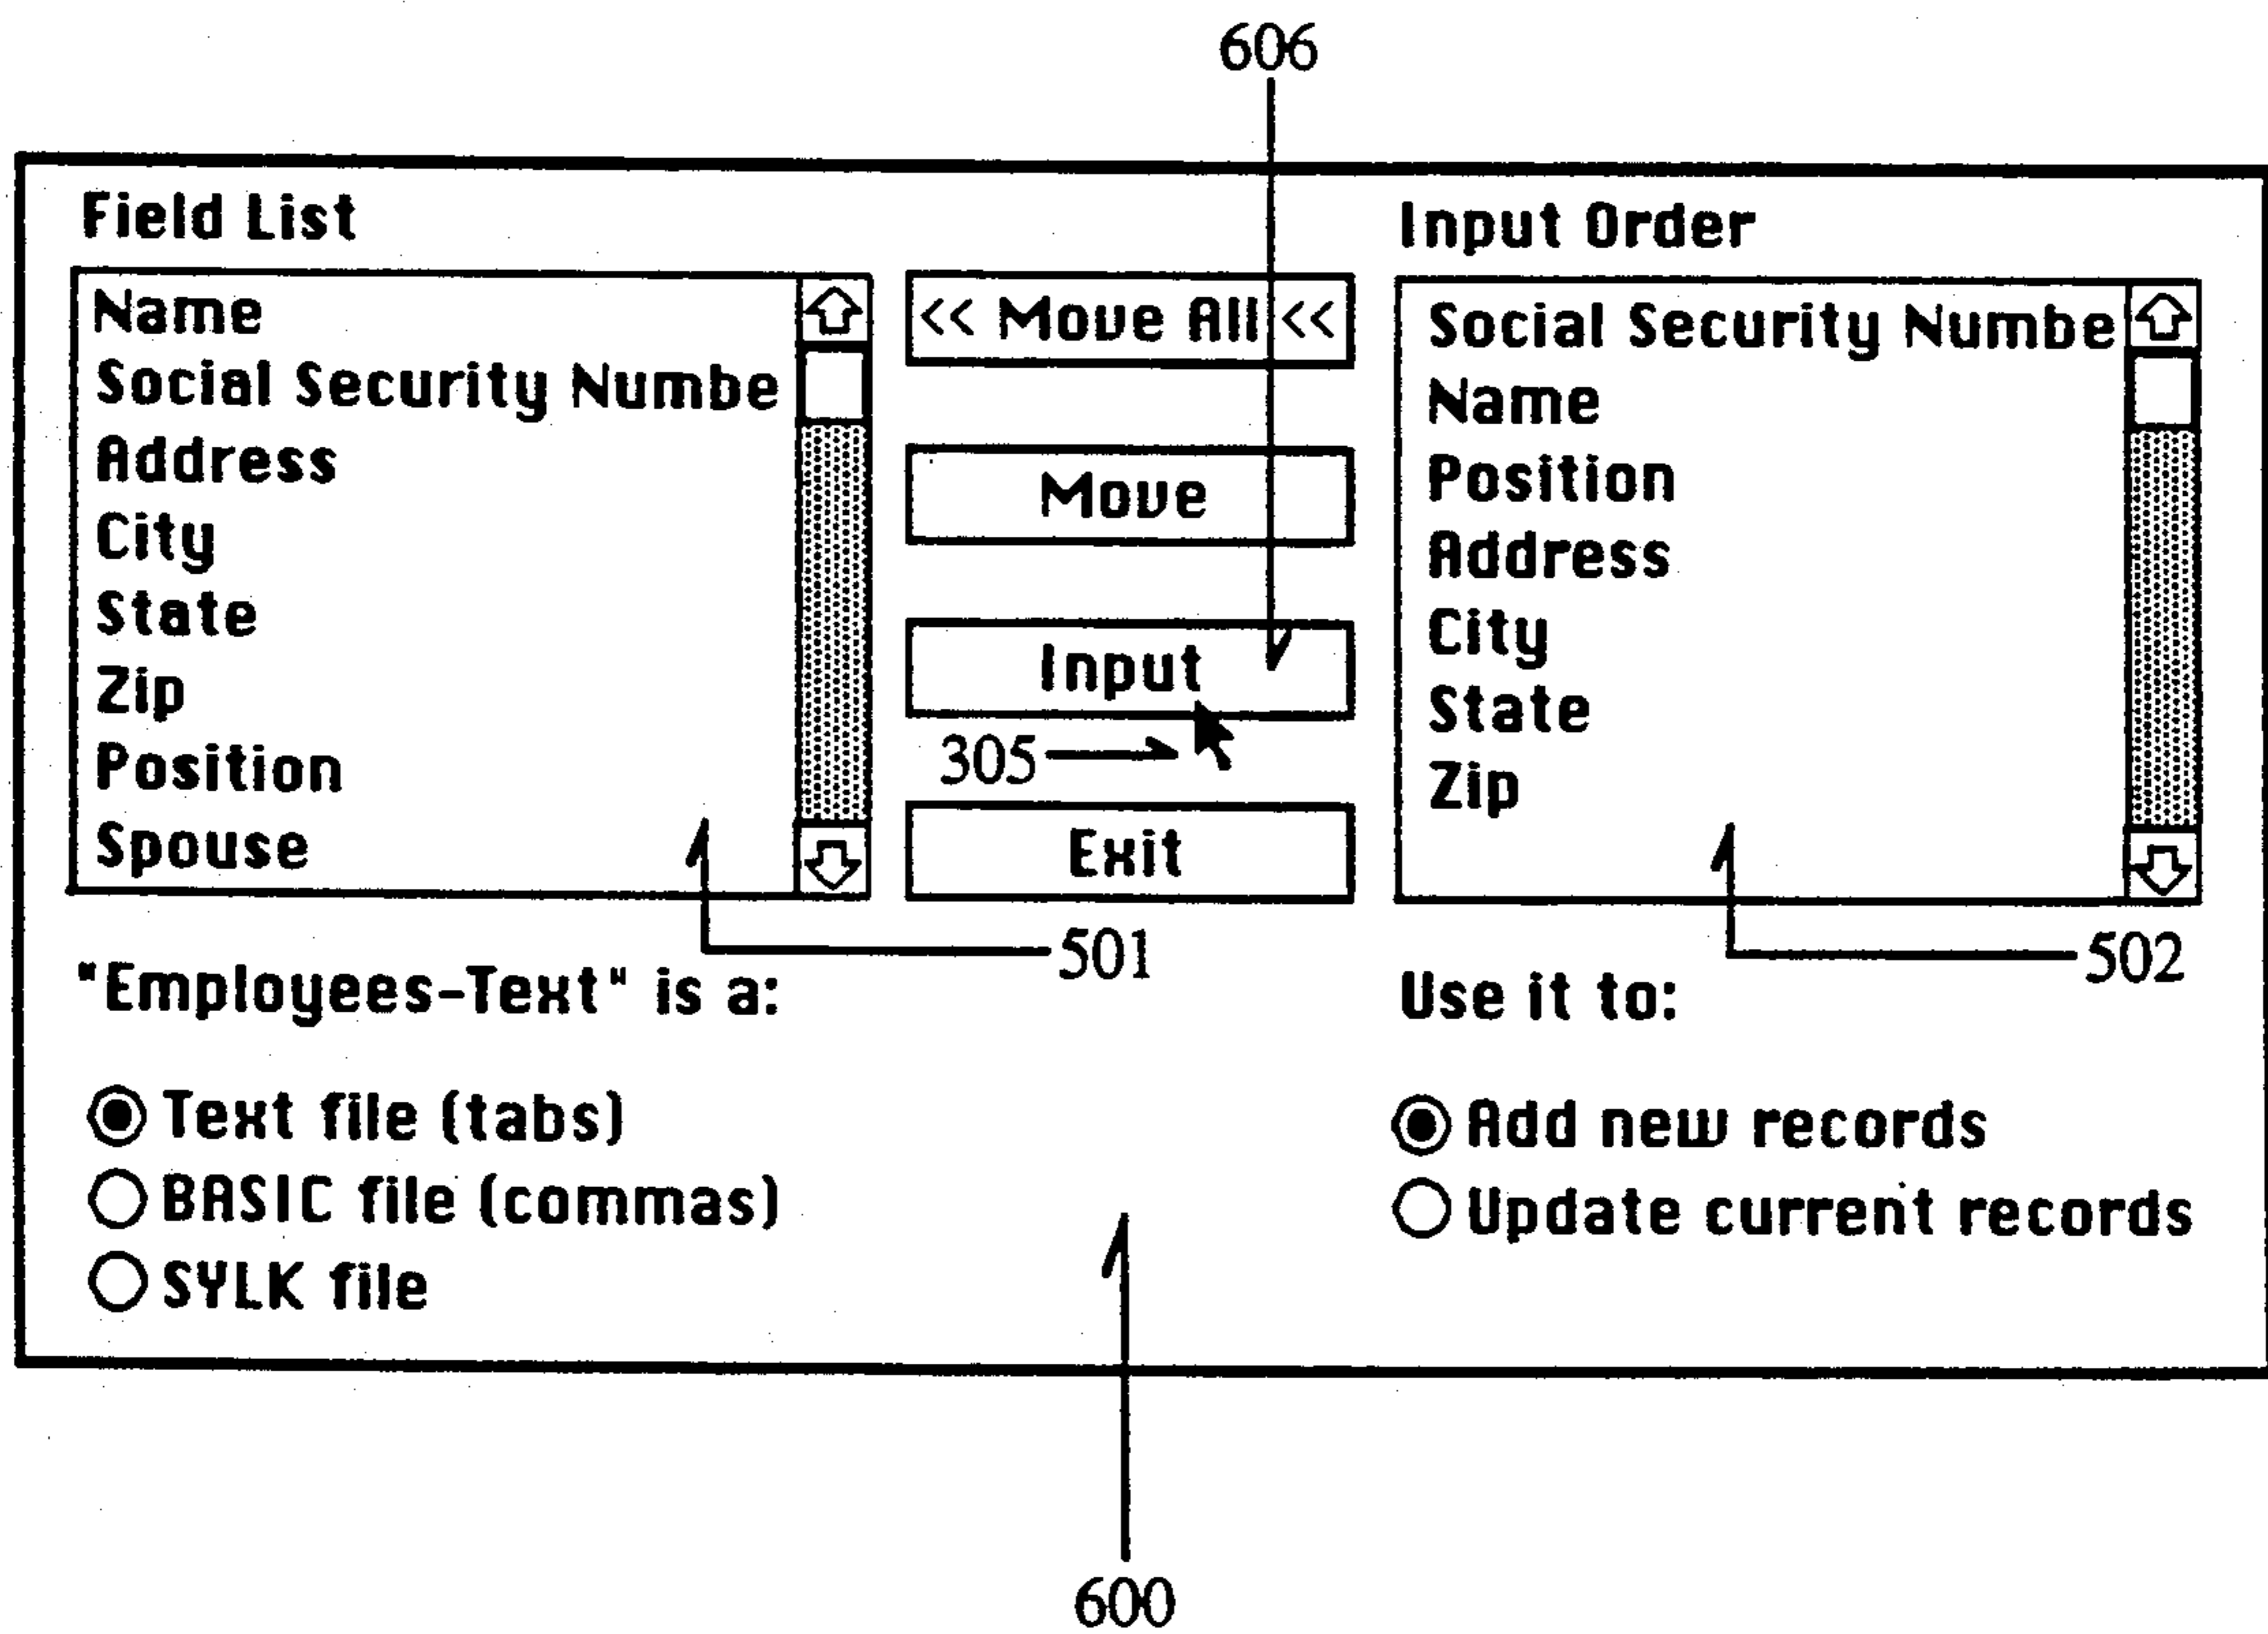 606
Field List
Name
Social Security Numbe
Address
City
State
Zip
Position
Spouse
<< Move All <<
Move
Input
305
Exit
Input Order
Social Security Numbe
Name
Position
Address
City
State
Zip
501
502
"Employees-Text" is a:
Text file (tabs)
BASIC file (commas)
SYLK file
Use it to:
Add new records
Update current records
600